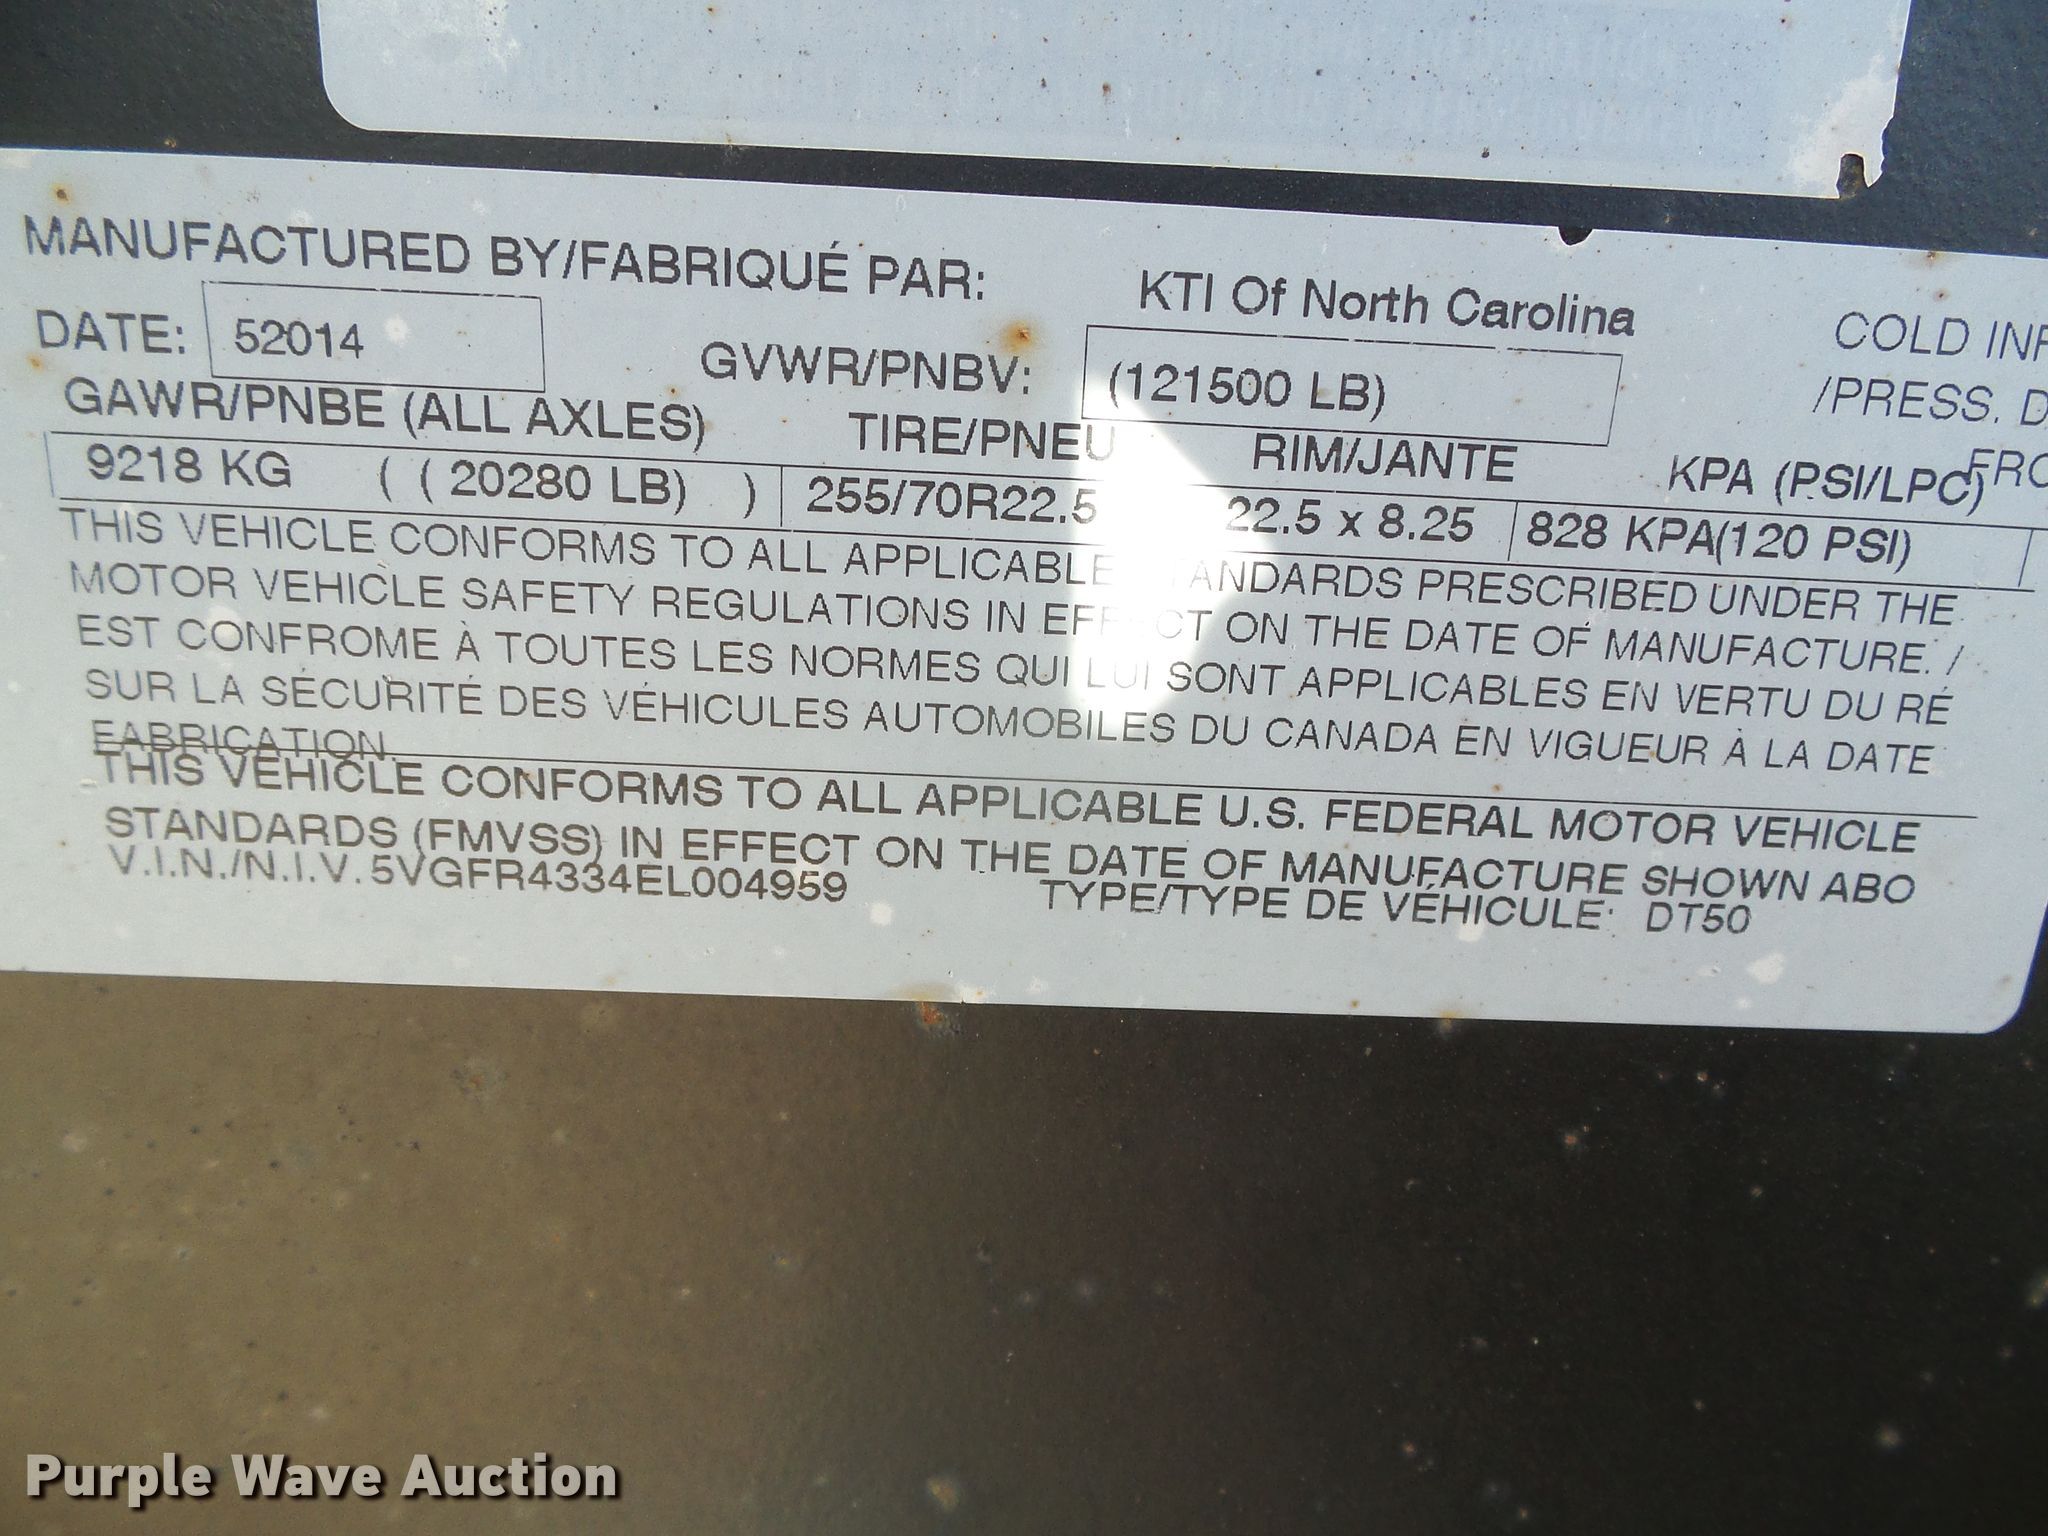 MANUFACTURED BY/FABRIQUÉ PAR: KTI Of North Carolina
DATE: 52014 GVWR/PNBV: (121500 LB) COLD INF
/PRESS. D
GAWR/PNBE (ALL AXLES) TIRE/PNEU RIM/JANTE KPA (PSI/LPC) FRO
9218 KG ( ( 20280 LB) ) 255/70R22.5 22.5 x 8.25 828 KPA(120 PSI)
THIS VEHICLE CONFORMS TO ALL APPLICABLE STANDARDS PRESCRIBED UNDER THE
MOTOR VEHICLE SAFETY REGULATIONS IN EFFECT ON THE DATE OF MANUFACTURE. /
EST CONFROME À TOUTES LES NORMES QUI LUI SONT APPLICABLES EN VERTU DU RÉ
SUR LA SÉCURITÉ DES VÉHICULES AUTOMOBILES DU CANADA EN VIGUEUR À LA DATE
FABRICATION.
THIS VEHICLE CONFORMS TO ALL APPLICABLE U.S. FEDERAL MOTOR VEHICLE
STANDARDS (FMVSS) IN EFFECT ON THE DATE OF MANUFACTURE SHOWN ABO
V.I.N./N.I.V. 5VGFR4334EL004959 TYPE/TYPE DE VÉHICULE: DT50
Purple Wave Auction